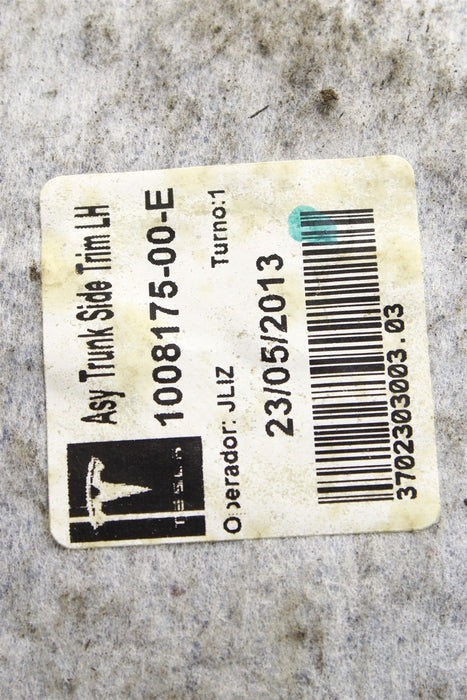 Asy Trunk Side Trim LH
1008175-00-E
TESLA
Operador: JLIZ Turno:1
23/05/2013
3702303003.03